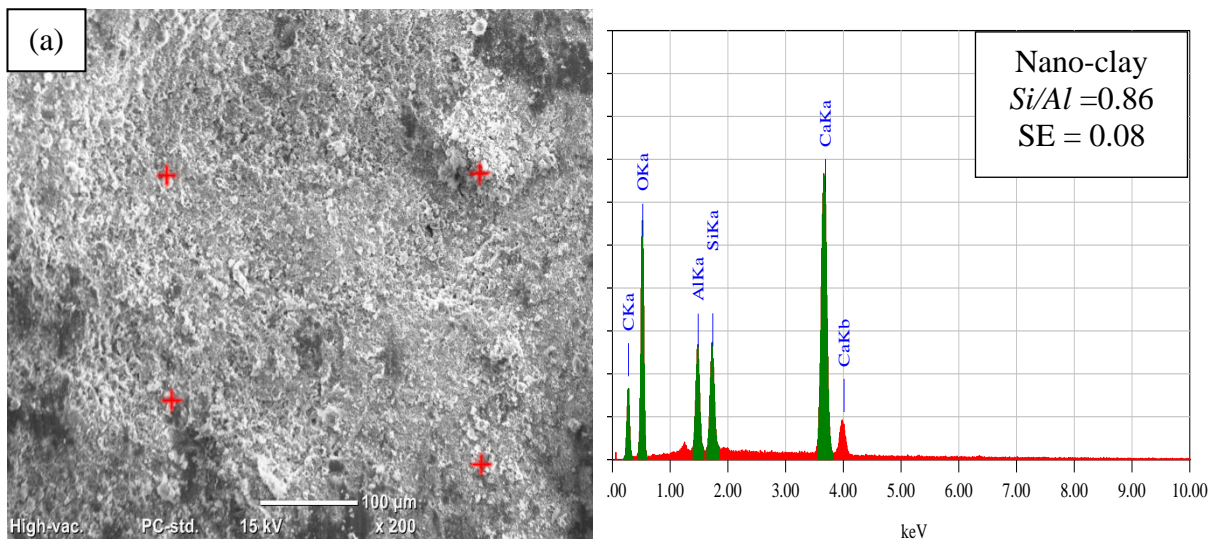 (a)
100 µm
High-vac. PC-std. 15 kV x 200
Nano-clay
Si/Al =0.86
SE = 0.08
CKa
OKa
AlKa
SiKa
CaKa
CaKb
.00 1.00 2.00 3.00 4.00 5.00 6.00 7.00 8.00 9.00 10.00
keV